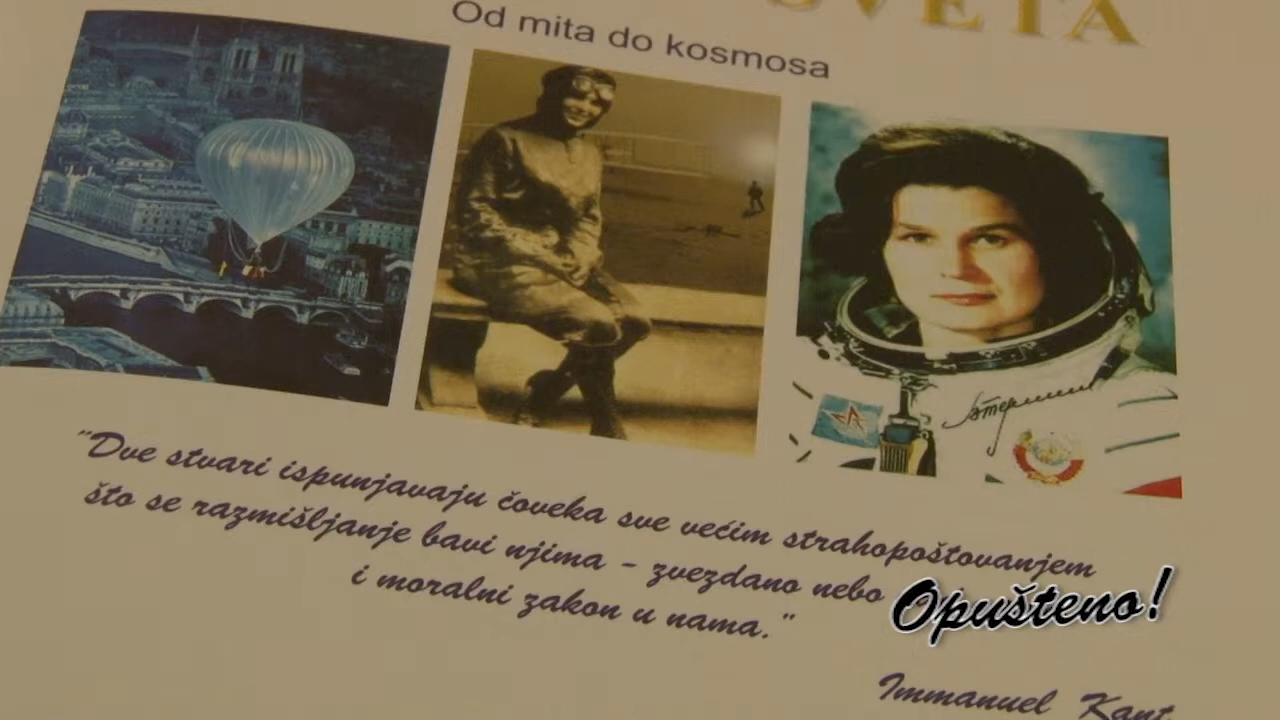 SVETA
Od mita do kosmosa
"Dve stvari ispunjavaju čoveka sve većim strahopoštovanjem
što se razmišljanje bavi njima - zvezdano nebo
i moralni zakon u nama."
Opušteno!
Immanuel Kant.